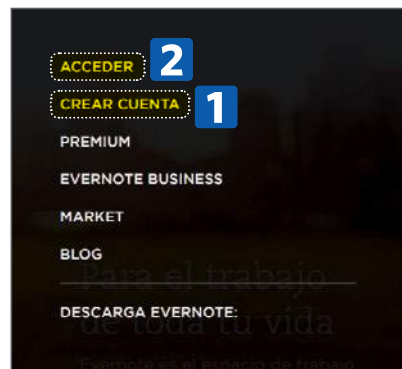 ACCEDER 2
CREAR CUENTA 1
PREMIUM
EVERNOTE BUSINESS
MARKET
BLOG
Para el trabajo
DESCARGA EVERNOTE:
de toda tu vida
Evernote es el espacio de trabajo